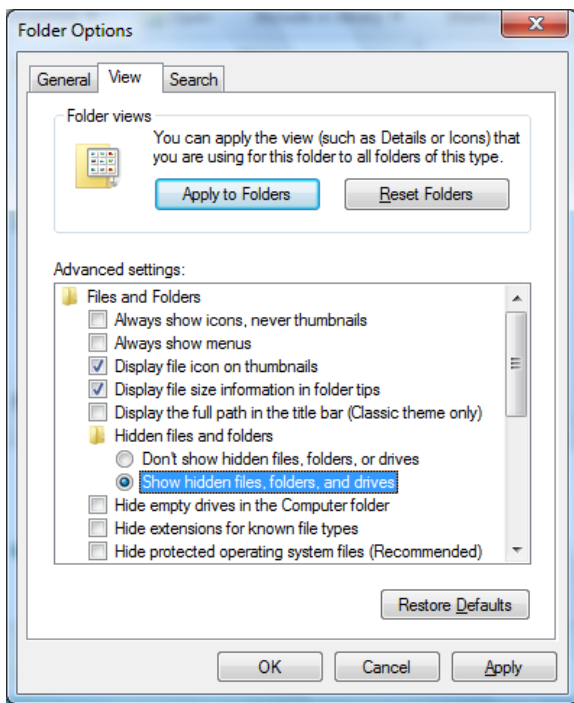 Folder Options
General
View
Search
Folder views
You can apply the view (such as Details or Icons) that
you are using for this folder to all folders of this type.
Apply to Folders
Reset Folders
Advanced settings:
Files and Folders
Always show icons, never thumbnails
Always show menus
Display file icon on thumbnails
Display file size information in folder tips
Display the full path in the title bar (Classic theme only)
Hidden files and folders
Don't show hidden files, folders, or drives
Show hidden files, folders, and drives
Hide empty drives in the Computer folder
Hide extensions for known file types
Hide protected operating system files (Recommended)
Restore Defaults
OK
Cancel
Apply